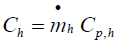 C_h = ṁ_h C_{p,h}